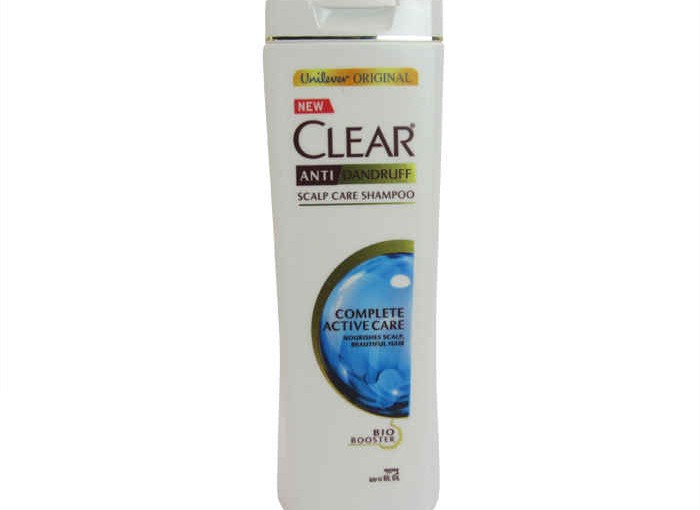 Unilever ORIGINAL
NEW
CLEAR®
ANTI DANDRUFF
SCALP CARE SHAMPOO
COMPLETE
ACTIVE CARE
NOURISHES SCALP,
BEAUTIFUL HAIR
BIO
BOOSTER
শ্যাম্পু